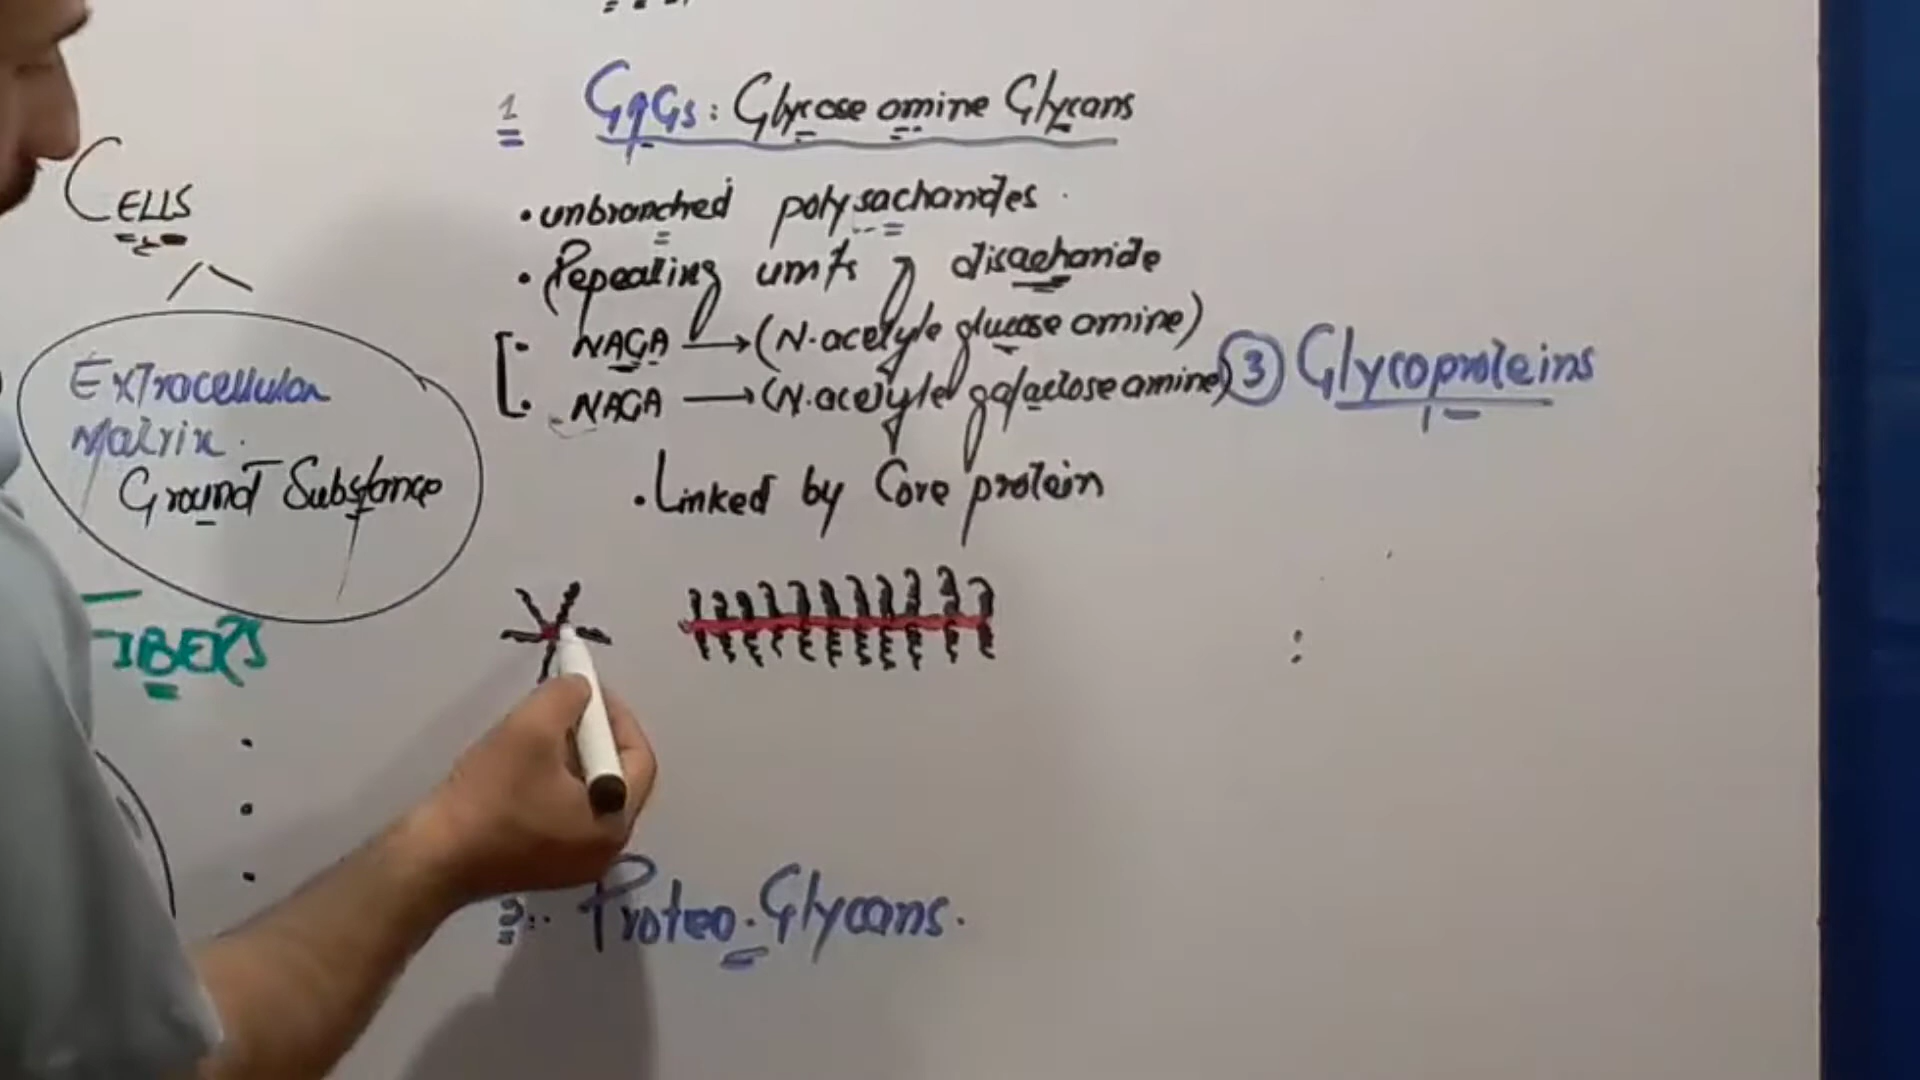 CELLS
Extracellular
Matrix.
Ground Substance
FIBERS
1 GAGs: Glycose amine Glycans
• unbranched polysacharides.
• Repeating units disacharide
• NAGA → (N-acetyle glucose amine)
• NAGA → (N-acetyle galactose amine)
• Linked by Core protein
2. Proteo-Glycans.
3 Glycoproteins